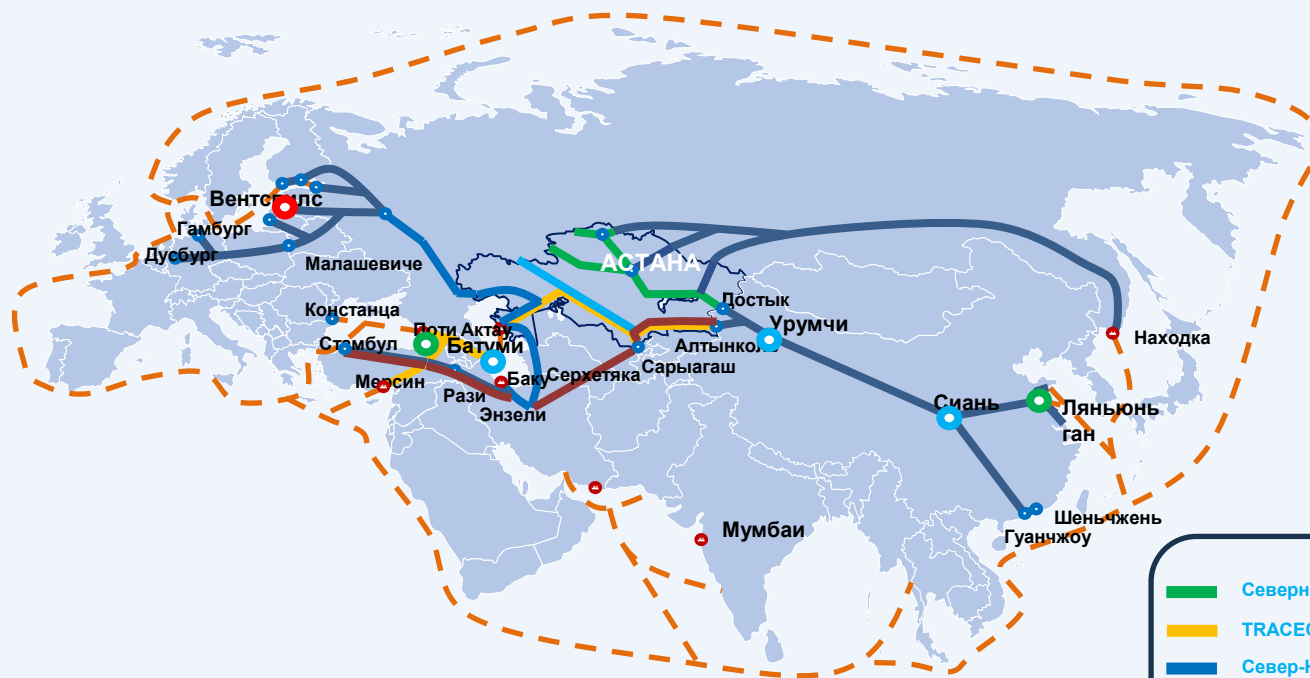 Вентспилс
Гамбург
Дусбург
Малашевиче
АСТАНА
Констанца
Стамбул
Поти
Актау
Батуми
Достык
Урумчи
Алтынколь
Сарыагаш
Находка
Мерсин
Рази
Баку
Серхетяка
Энзели
Сиань
Ляньюнь
ган
Шеньчжень
Гуанчжоу
Мумбаи
Северн
TRACEC
Север-